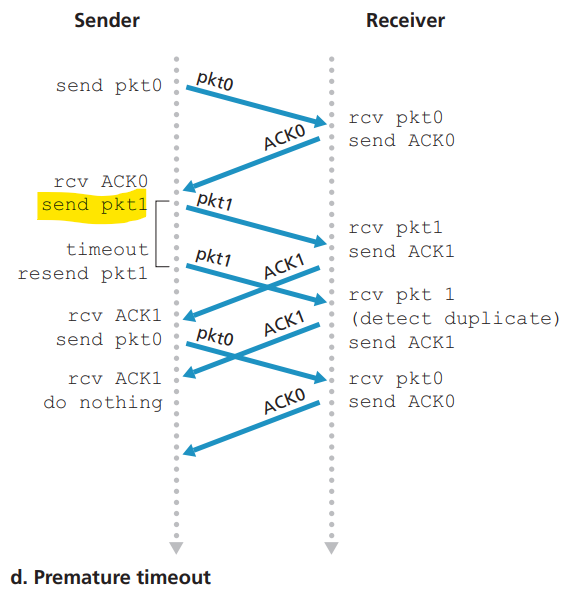 Sender
Receiver
send pkt0
pkt0
rcv pkt0
send ACK0
ACK0
rcv ACK0
send pkt1
pkt1
rcv pkt1
send ACK1
timeout
resend pkt1
pkt1
ACK1
rcv pkt 1
(detect duplicate)
send ACK1
rcv ACK1
send pkt0
pkt0
ACK1
rcv ACK1
do nothing
rcv pkt0
send ACK0
ACK0
d. Premature timeout